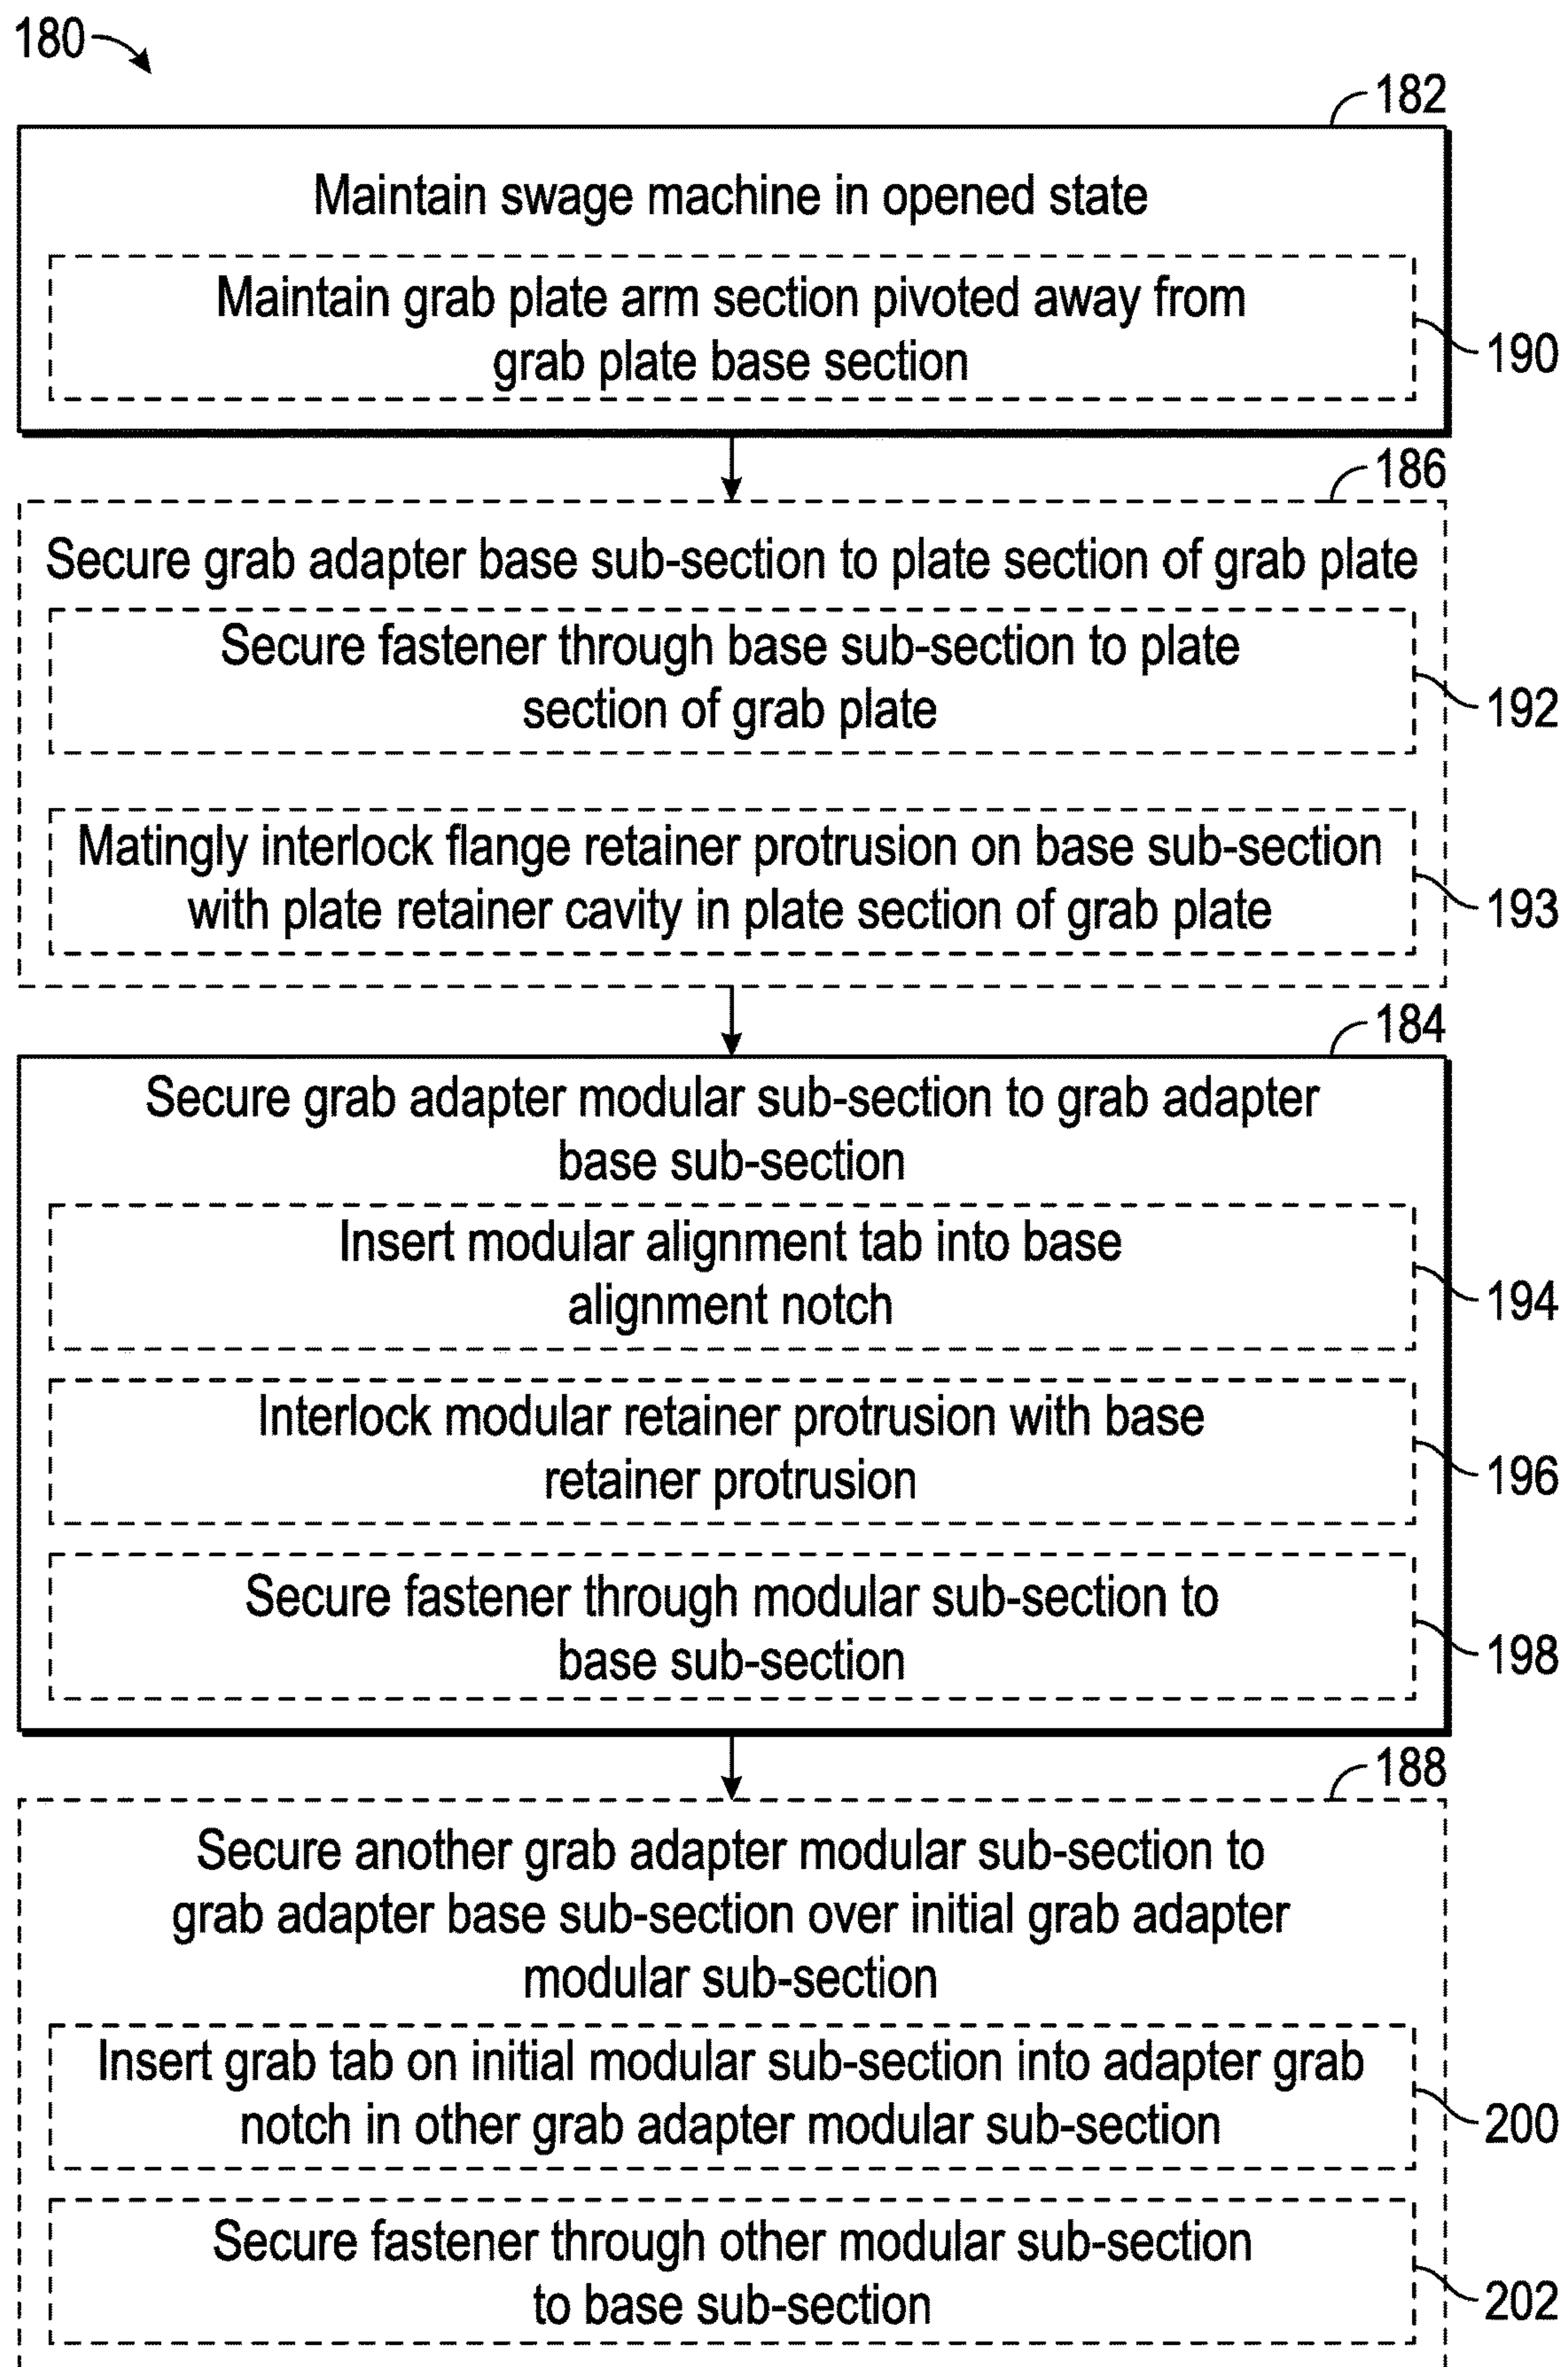 180
182
Maintain swage machine in opened state
Maintain grab plate arm section pivoted away from
grab plate base section
190
186
Secure grab adapter base sub-section to plate section of grab plate
Secure fastener through base sub-section to plate
section of grab plate
192
Matingly interlock flange retainer protrusion on base sub-section
with plate retainer cavity in plate section of grab plate
193
184
Secure grab adapter modular sub-section to grab adapter
base sub-section
Insert modular alignment tab into base
alignment notch
194
Interlock modular retainer protrusion with base
retainer protrusion
196
Secure fastener through modular sub-section to
base sub-section
198
188
Secure another grab adapter modular sub-section to
grab adapter base sub-section over initial grab adapter
modular sub-section
Insert grab tab on initial modular sub-section into adapter grab
notch in other grab adapter modular sub-section
200
Secure fastener through other modular sub-section
to base sub-section
202